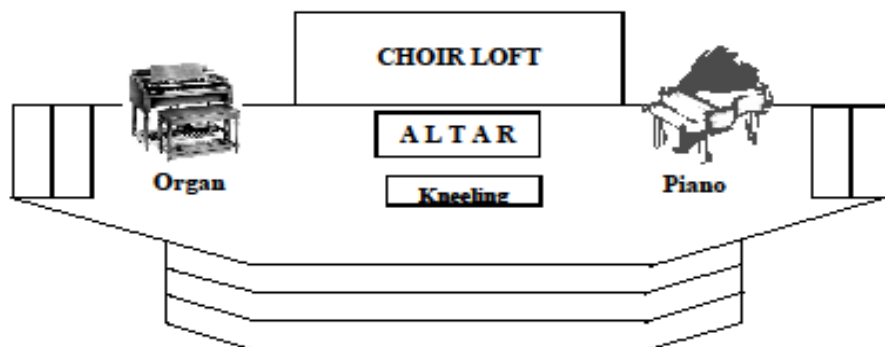 CHOIR LOFT
A L T A R
Organ
Kneeling
Piano